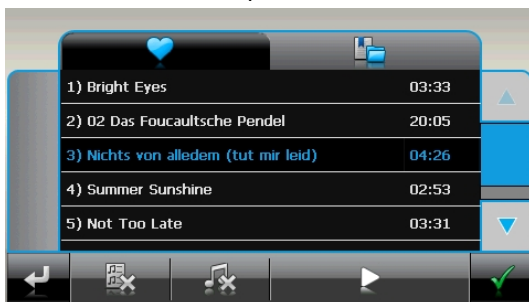 1) Bright Eyes 03:33
2) 02 Das Foucaultsche Pendel 20:05
3) Nichts von alledem (tut mir leid) 04:26
4) Summer Sunshine 02:53
5) Not Too Late 03:31